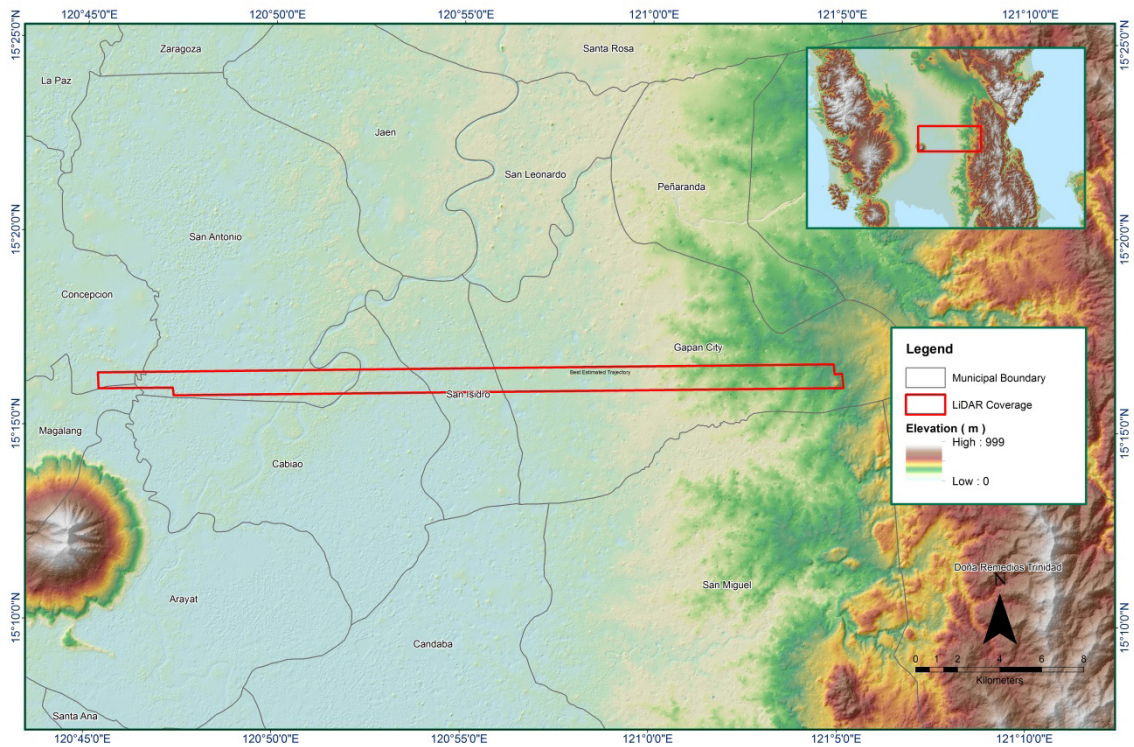 120°45'0"E 120°50'0"E 120°55'0"E 121°0'0"E 121°5'0"E 121°10'0"E
15°25'0"N
15°25'0"N
Zaragoza
Santa Rosa
La Paz
Jaen
San Leonardo
Peñaranda
15°20'0"N
15°20'0"N
San Antonio
Concepcion
Gapan City
Best Estimated Trajectory
San Isidro
Legend
Municipal Boundary
LiDAR Coverage
Elevation ( m )
High : 999
Low : 0
15°15'0"N
15°15'0"N
Magalang
Cabiao
San Miguel
Doña Remedios Trinidad
N
Arayat
15°10'0"N
15°10'0"N
Candaba
0 1 2 4 6 8
Kilometers
Santa Ana
120°45'0"E 120°50'0"E 120°55'0"E 121°0'0"E 121°5'0"E 121°10'0"E